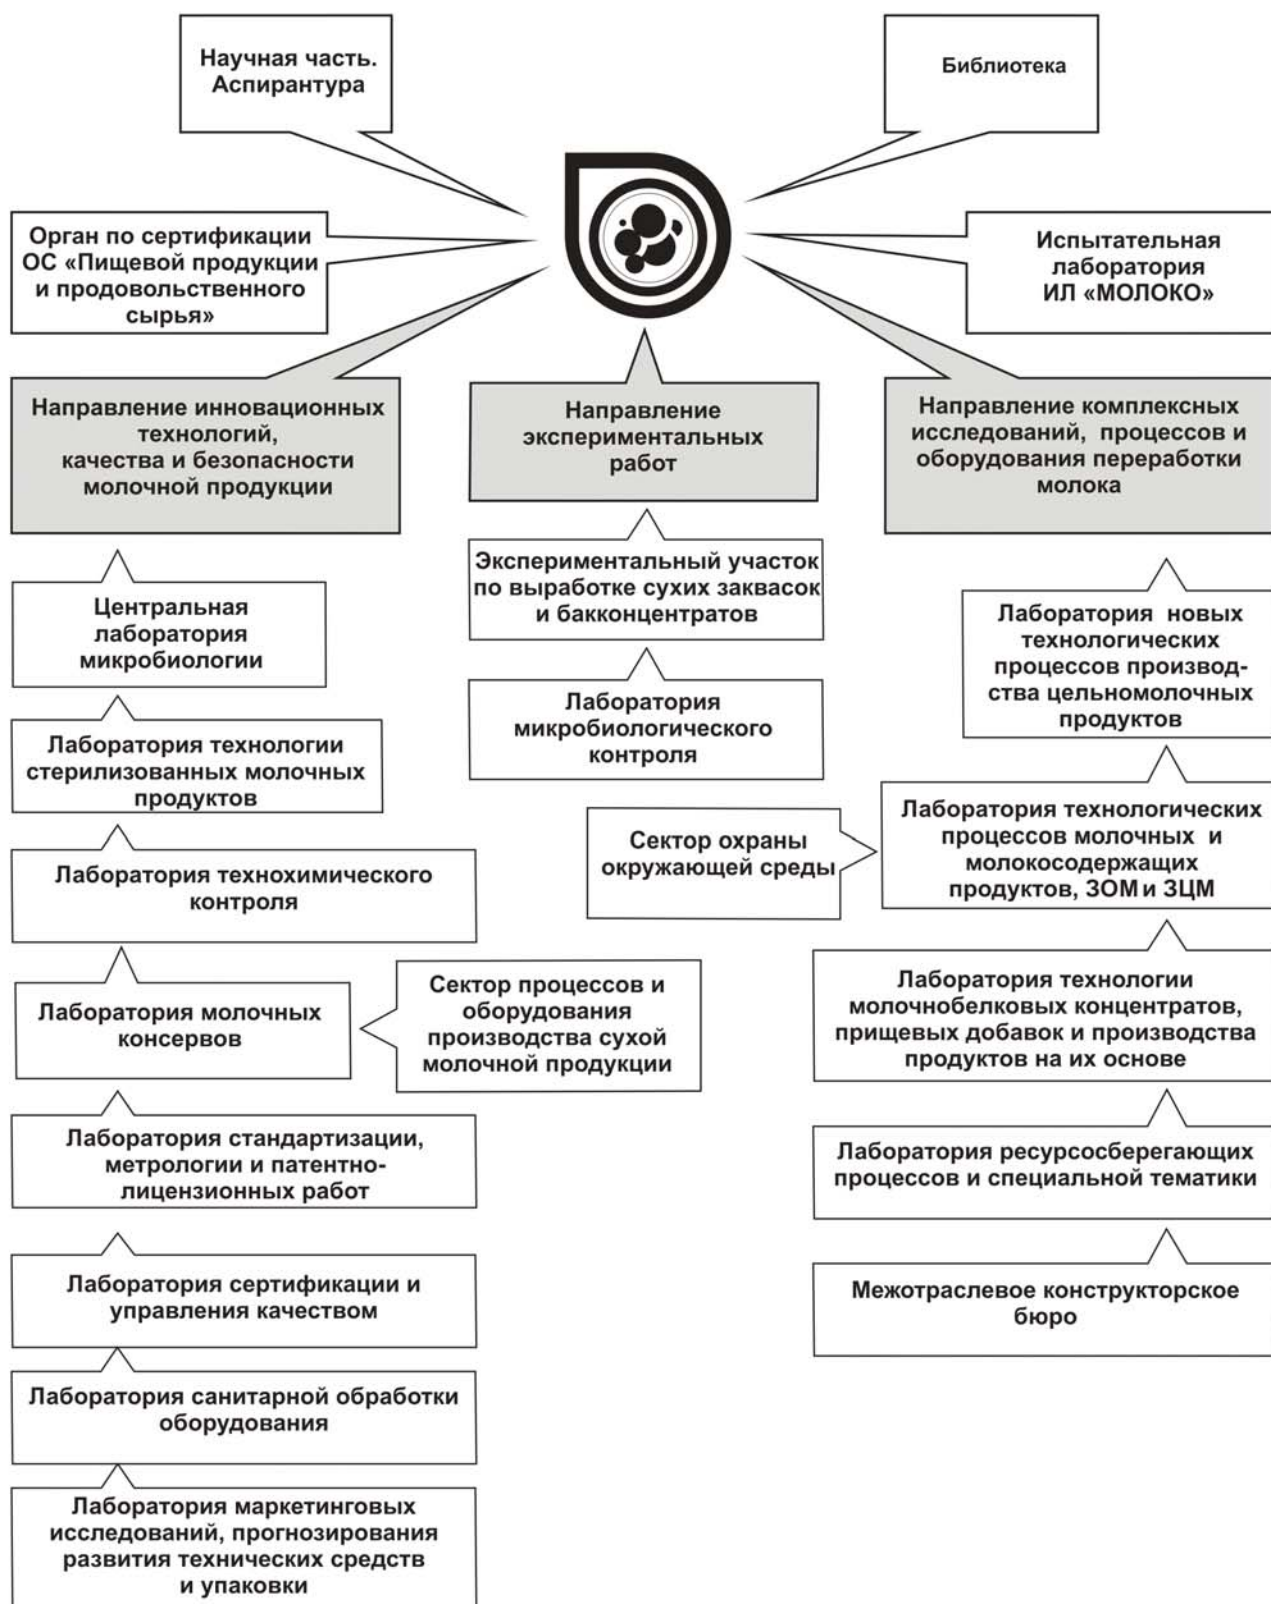 Научная часть.
Аспирантура
Библиотека
Орган по сертификации
ОС «Пищевой продукции
и продовольственного
сырья»
Испытательная
лаборатория
ИЛ «МОЛОКО»
Направление инновационных
технологий,
качества и безопасности
молочной продукции
Направление
экспериментальных
работ
Направление комплексных
исследований, процессов и
оборудования переработки
молока
Центральная
лаборатория
микробиологии
Лаборатория технологии
стерилизованных молочных
продуктов
Лаборатория технохимического
контроля
Лаборатория молочных
консервов
Сектор процессов и
оборудования
производства сухой
молочной продукции
Лаборатория стандартизации,
метрологии и патентно-
лицензионных работ
Лаборатория сертификации и
управления качеством
Лаборатория санитарной обработки
оборудования
Лаборатория маркетинговых
исследований, прогнозирования
развития технических средств
и упаковки
Экспериментальный участок
по выработке сухих заквасок
и бакконцентратов
Лаборатория
микробиологического
контроля
Лаборатория новых
технологических
процессов производ-
ства цельномолочных
продуктов
Сектор охраны
окружающей среды
Лаборатория технологических
процессов молочных и
молокосодержащих
продуктов, ЗОМ и ЗЦМ
Лаборатория технологии
молочнобелковых концентратов,
прищевых добавок и производства
продуктов на их основе
Лаборатория ресурсосберегающих
процессов и специальной тематики
Межотраслевое конструкторское
бюро